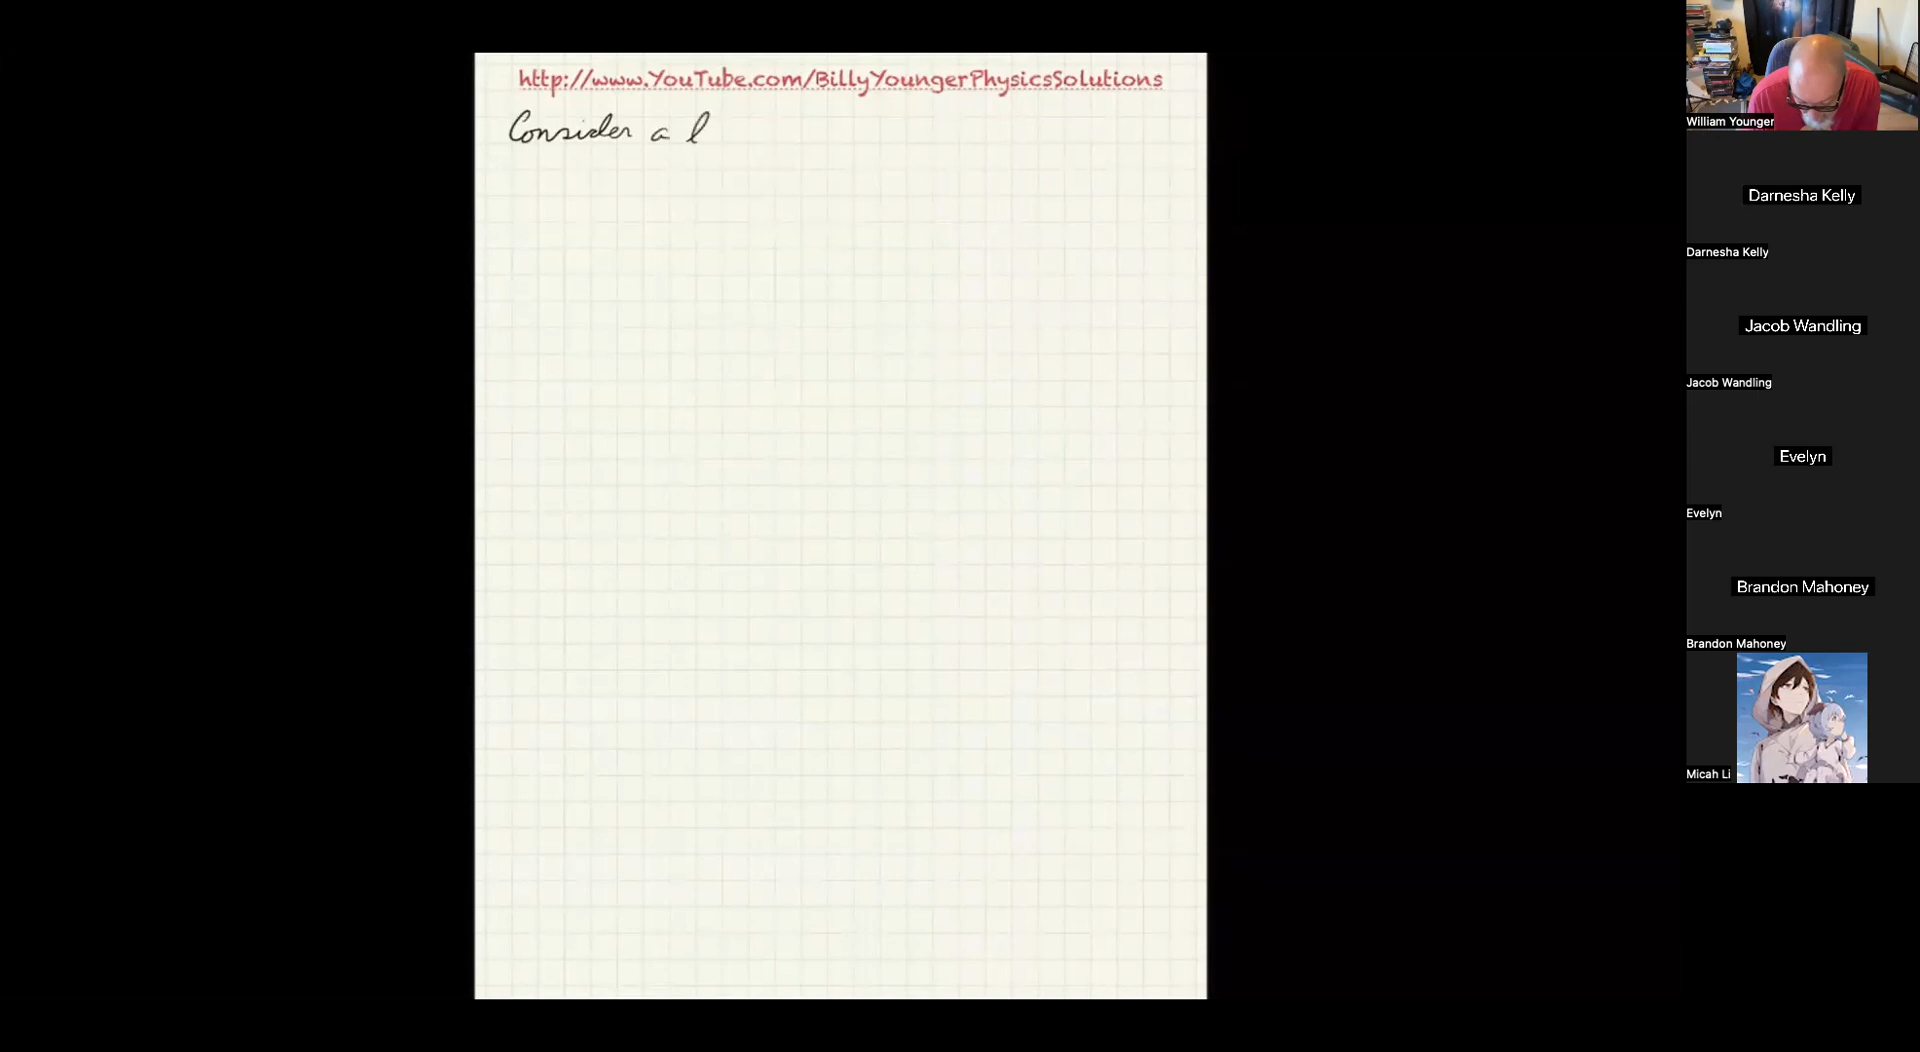 http://www.YouTube.com/BillyYoungerPhysicsSolutions
Consider a l
William Younger
Darnesha Kelly
Darnesha Kelly
Jacob Wandling
Jacob Wandling
Evelyn
Evelyn
Brandon Mahoney
Brandon Mahoney
Micah Li